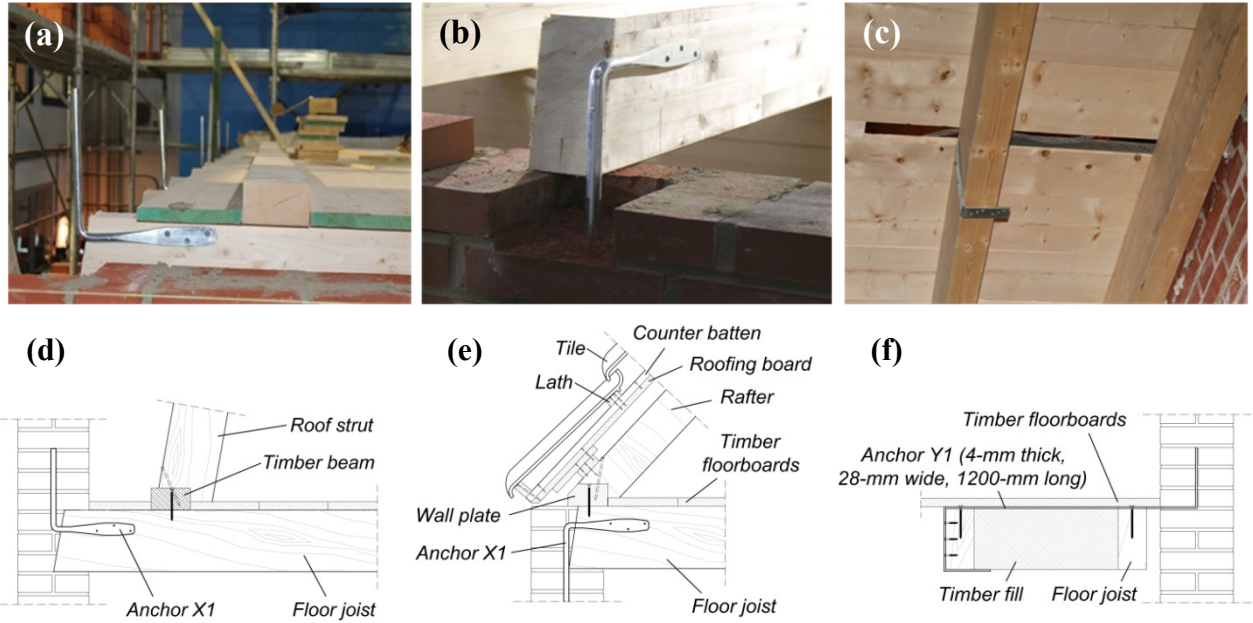 (a)
(b)
(c)
(d)
Roof strut
Timber beam
Anchor X1
Floor joist
(e)
Counter batten
Tile
Roofing board
Lath
Rafter
Timber
floorboards
Wall plate
Anchor X1
Floor joist
(f)
Timber floorboards
Anchor Y1 (4-mm thick,
28-mm wide, 1200-mm long)
Timber fill
Floor joist